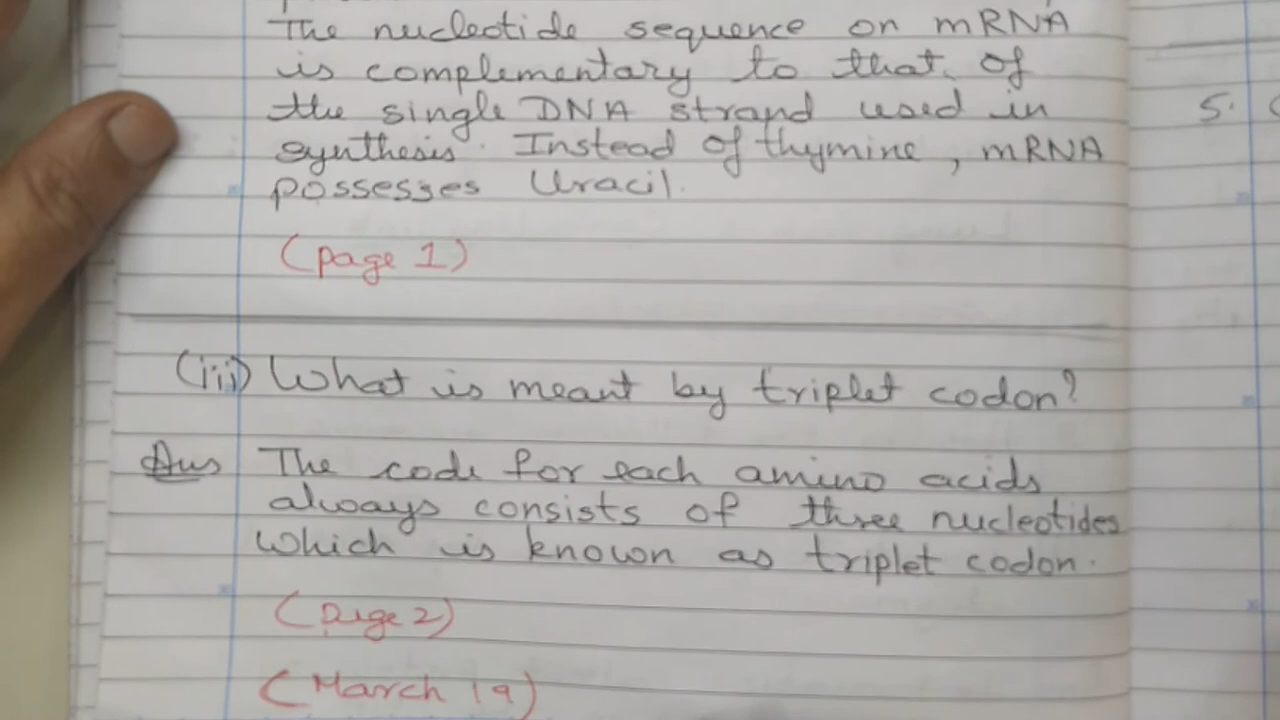 The nucleotide sequence on mRNA
is complementary to that of
the single DNA strand used in
synthesis. Instead of thymine, mRNA
possesses Uracil.
(page 1)
(iii) What is meant by triplet codon?
Ans The code for each amino acids
always consists of three nucleotides
which is known as triplet codon.
(page 2)
(March 19)
5.